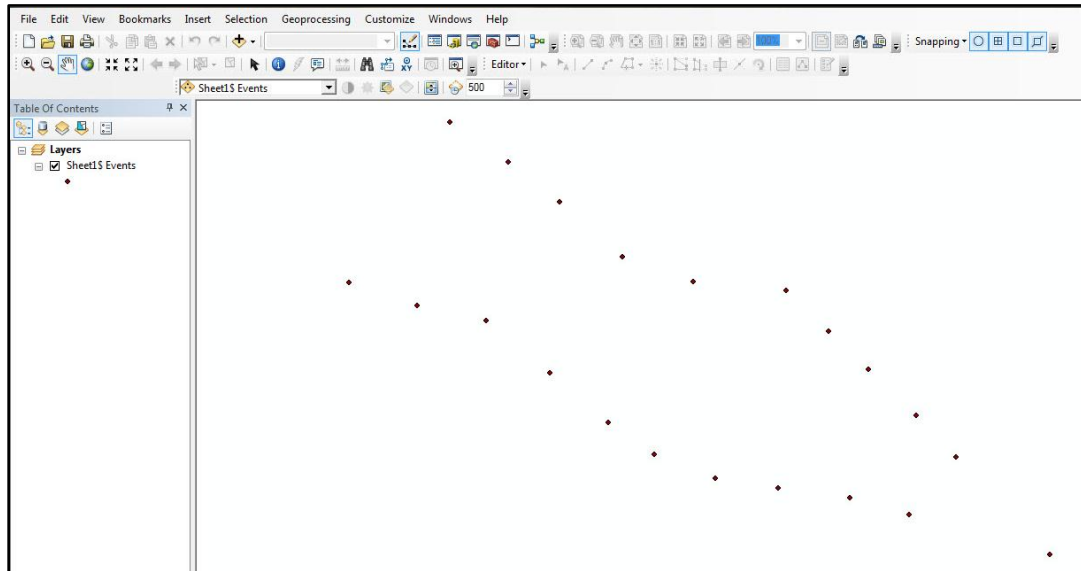 File Edit View Bookmarks Insert Selection Geoprocessing Customize Windows Help
100% Snapping
Editor
Sheet1$ Events 500
Table Of Contents
Layers
Sheet1$ Events